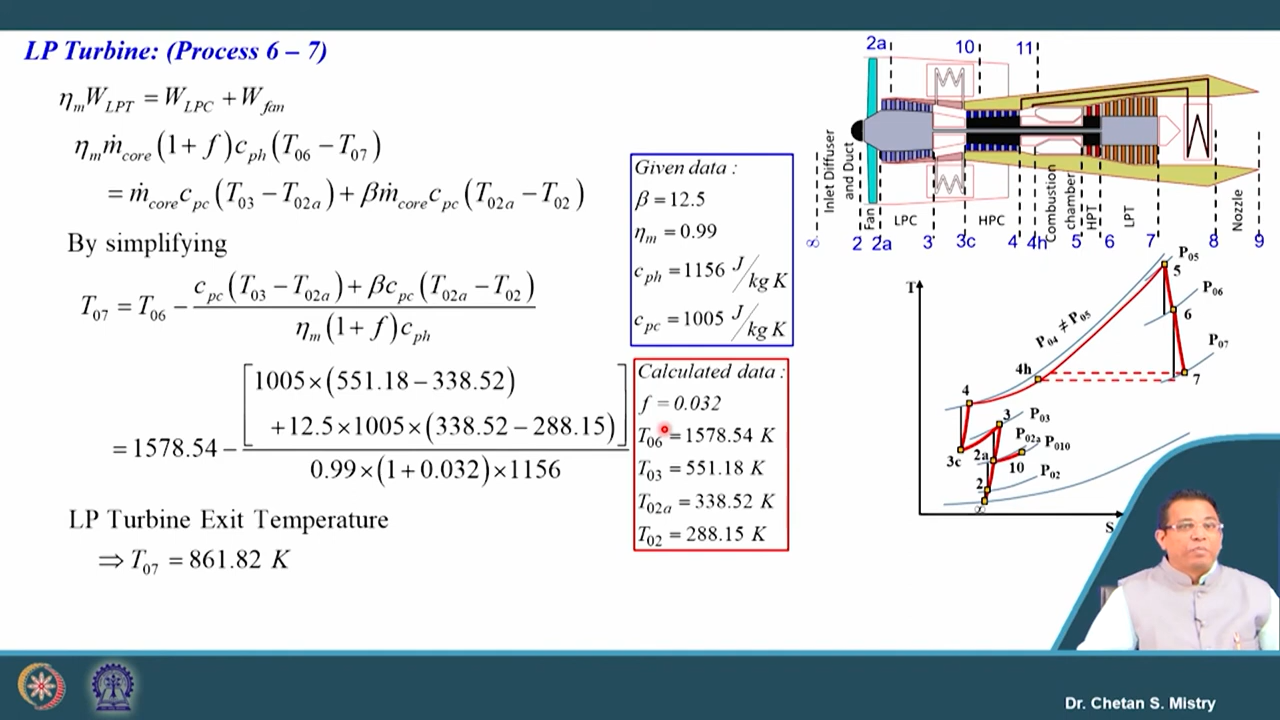 LP Turbine: (Process 6 – 7)
η_m W_LPT = W_LPC + W_fan
η_m ṁ_core (1 + f) c_ph (T_06 − T_07)
= ṁ_core c_pc (T_03 − T_02a) + β ṁ_core c_pc (T_02a − T_02)
By simplifying
T_07 = T_06 − [c_pc (T_03 − T_02a) + β c_pc (T_02a − T_02)] / [η_m (1 + f) c_ph]
= 1578.54 − [1005 × (551.18 − 338.52)
+12.5 × 1005 × (338.52 − 288.15)]
0.99 × (1 + 0.032) × 1156
LP Turbine Exit Temperature
⇒ T_07 = 861.82 K
Given data :
β = 12.5
η_m = 0.99
c_ph = 1156 J/kg K
c_pc = 1005 J/kg K
Calculated data :
f = 0.032
T_06 = 1578.54 K
T_03 = 551.18 K
T_02a = 338.52 K
T_02 = 288.15 K
2a 10 11
Inlet Diffuser and Duct
Fan
LPC
HPC
Combustion chamber
HPT
LPT
Nozzle
∞ 2 2a 3 3c 4 4h 5 6 7 8 9
T
P_05
5
P_06
6
P_04 ≠ P_05
P_07
7
4h
4
3 P_03
P_02a P_010
3c 2a 10
2 P_02
∞
S
Dr. Chetan S. Mistry